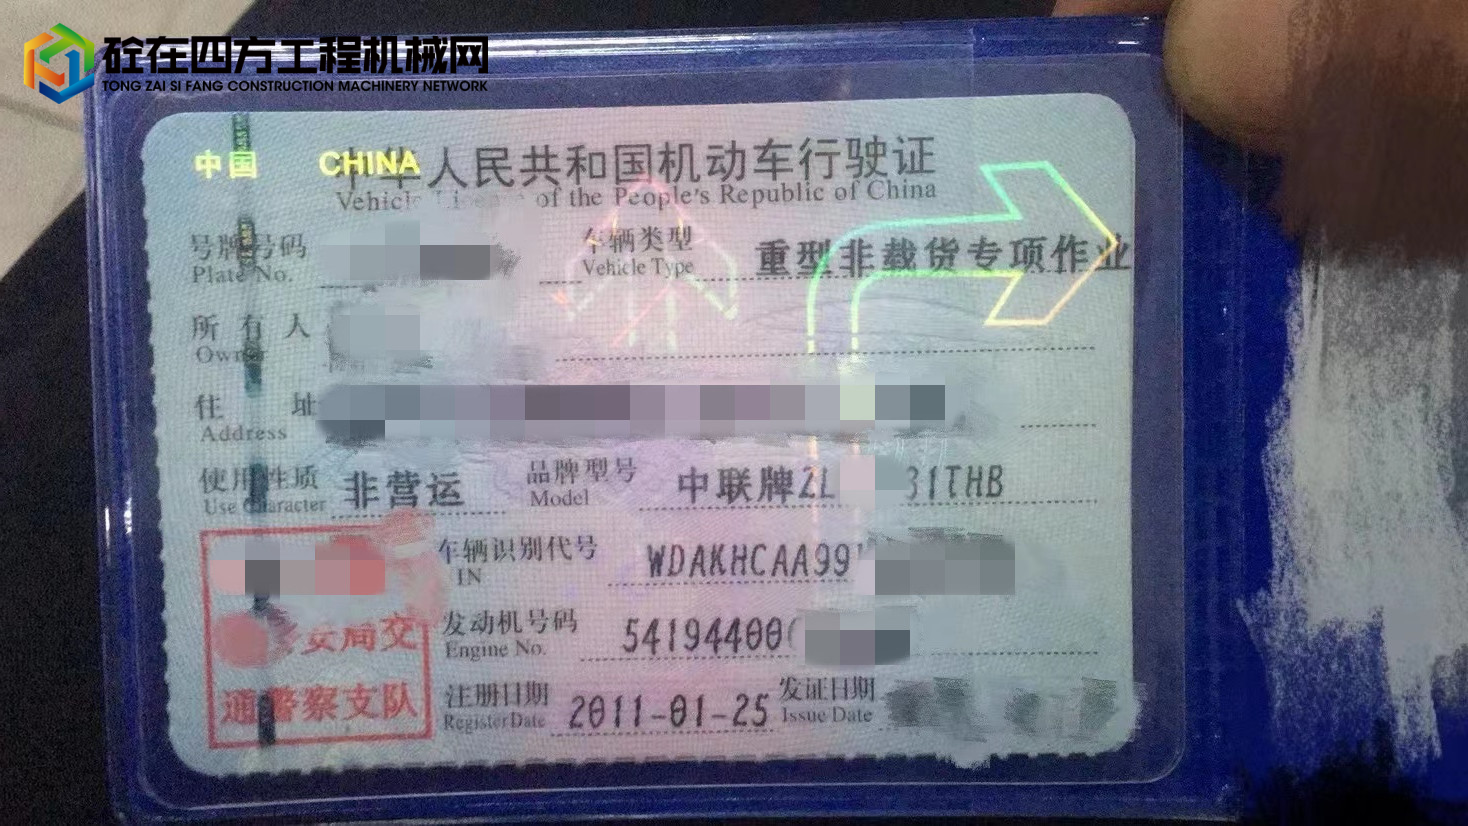 砼在四方工程机械网
TONG ZAI SI FANG CONSTRUCTION MACHINERY NETWORK
中国 CHINA
中华人民共和国机动车行驶证
Vehicle License of the People's Republic of China
号牌号码 车辆类型 重型非载货专项作业
Plate No. Vehicle Type
所有人
Owner
住址
Address
使用性质 非营运 品牌型号 中联牌ZL 31THB
Use Character Model
车辆识别代号 WDAKHCAA99
IN
发动机号码 54194400
Engine No.
安局交
通警察支队
注册日期 2011-01-25 发证日期
Register Date Issue Date